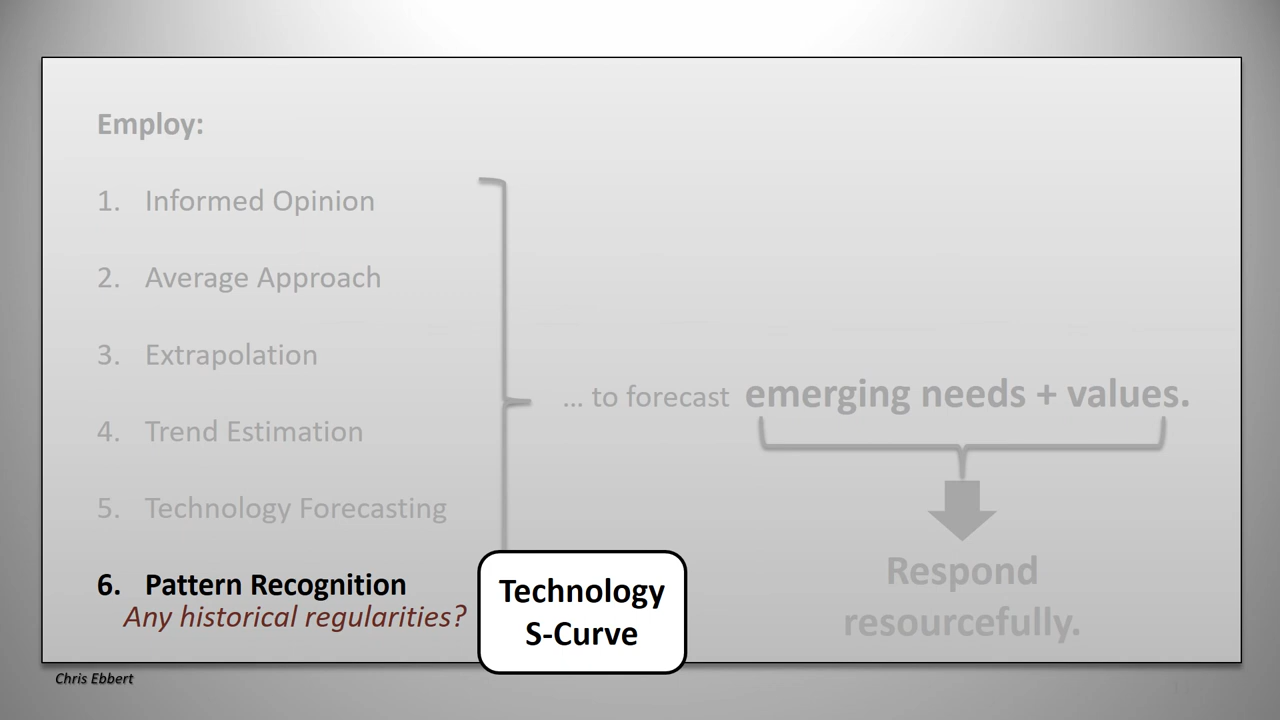 Employ:
1. Informed Opinion
2. Average Approach
3. Extrapolation
4. Trend Estimation
5. Technology Forecasting
6. Pattern Recognition
Any historical regularities?
Technology
S-Curve
... to forecast emerging needs + values.
Respond
resourcefully.
Chris Ebbert